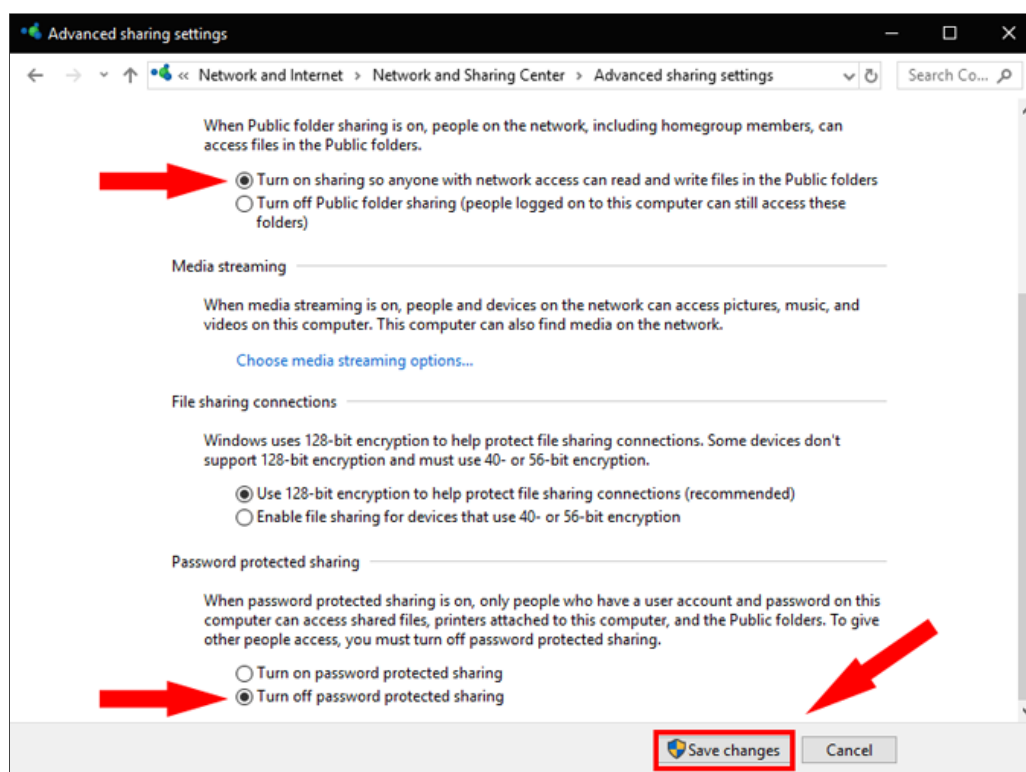 Advanced sharing settings
« Network and Internet > Network and Sharing Center > Advanced sharing settings
Search Co...
When Public folder sharing is on, people on the network, including homegroup members, can
access files in the Public folders.
Turn on sharing so anyone with network access can read and write files in the Public folders
Turn off Public folder sharing (people logged on to this computer can still access these
folders)
Media streaming
When media streaming is on, people and devices on the network can access pictures, music, and
videos on this computer. This computer can also find media on the network.
Choose media streaming options...
File sharing connections
Windows uses 128-bit encryption to help protect file sharing connections. Some devices don't
support 128-bit encryption and must use 40- or 56-bit encryption.
Use 128-bit encryption to help protect file sharing connections (recommended)
Enable file sharing for devices that use 40- or 56-bit encryption
Password protected sharing
When password protected sharing is on, only people who have a user account and password on this
computer can access shared files, printers attached to this computer, and the Public folders. To give
other people access, you must turn off password protected sharing.
Turn on password protected sharing
Turn off password protected sharing
Save changes
Cancel